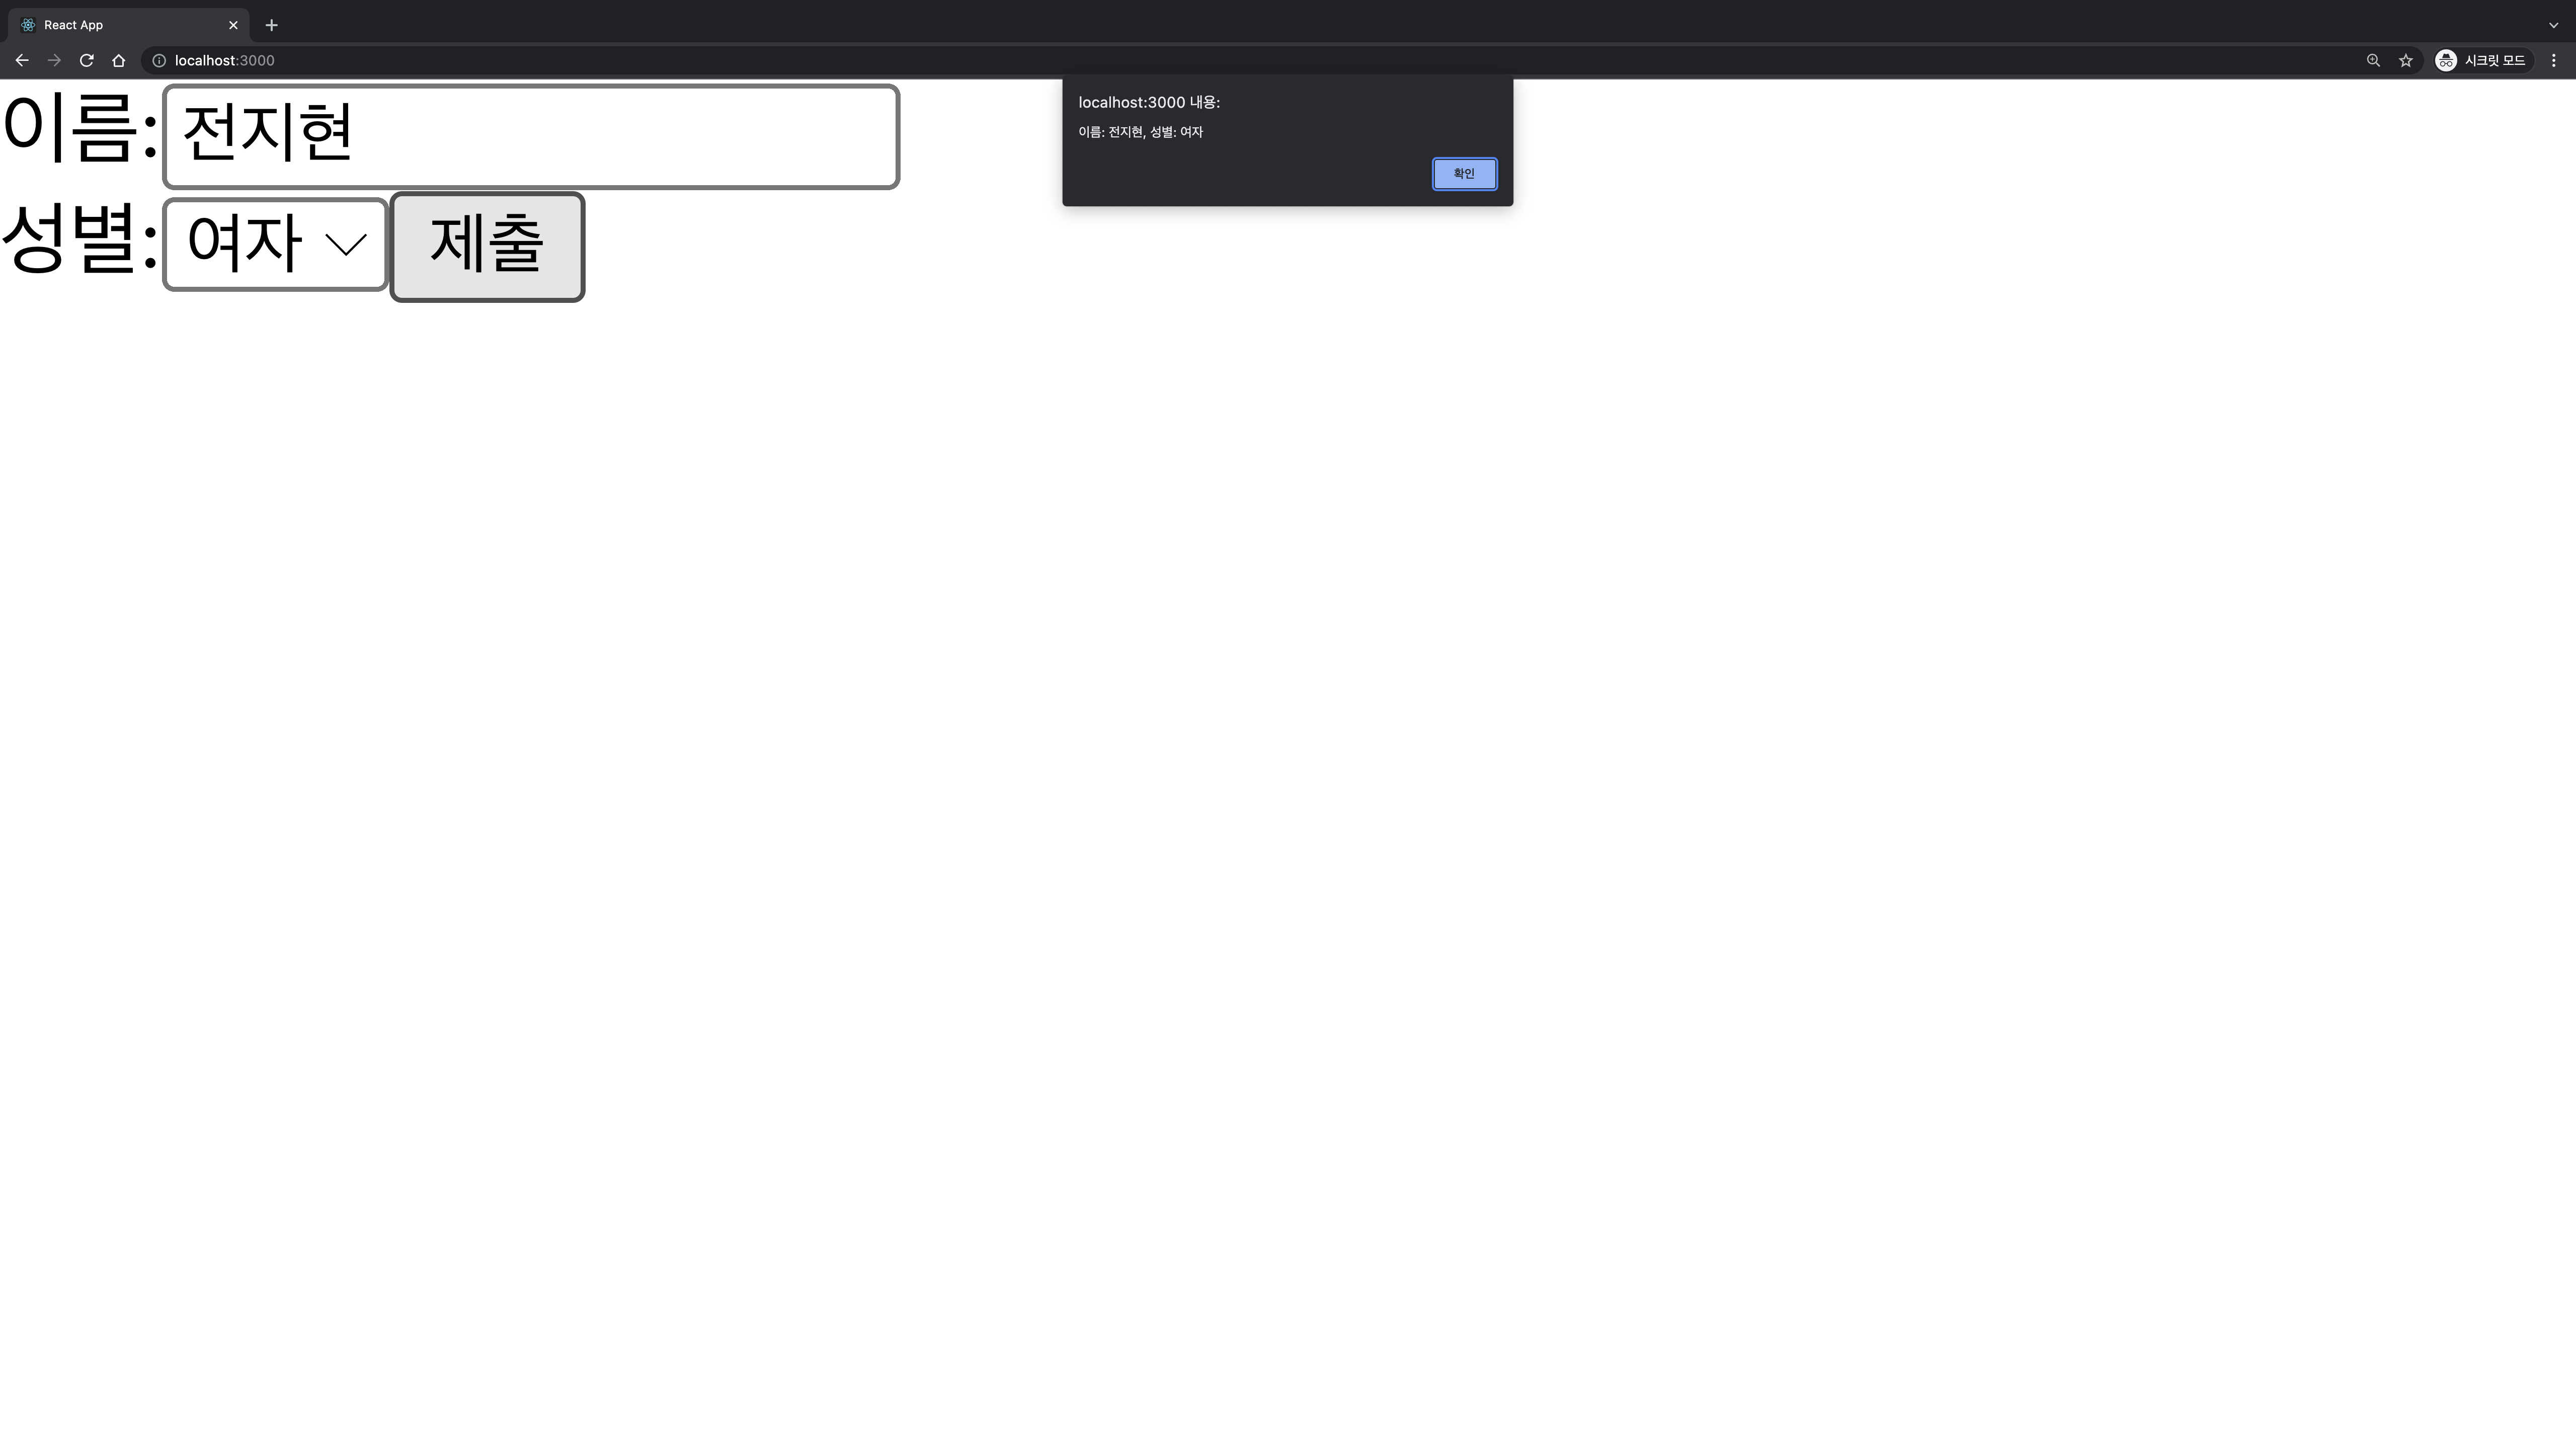 React App
localhost:3000
시크릿 모드
이름: 전지현
성별: 여자 제출
localhost:3000 내용:
이름: 전지현, 성별: 여자
확인